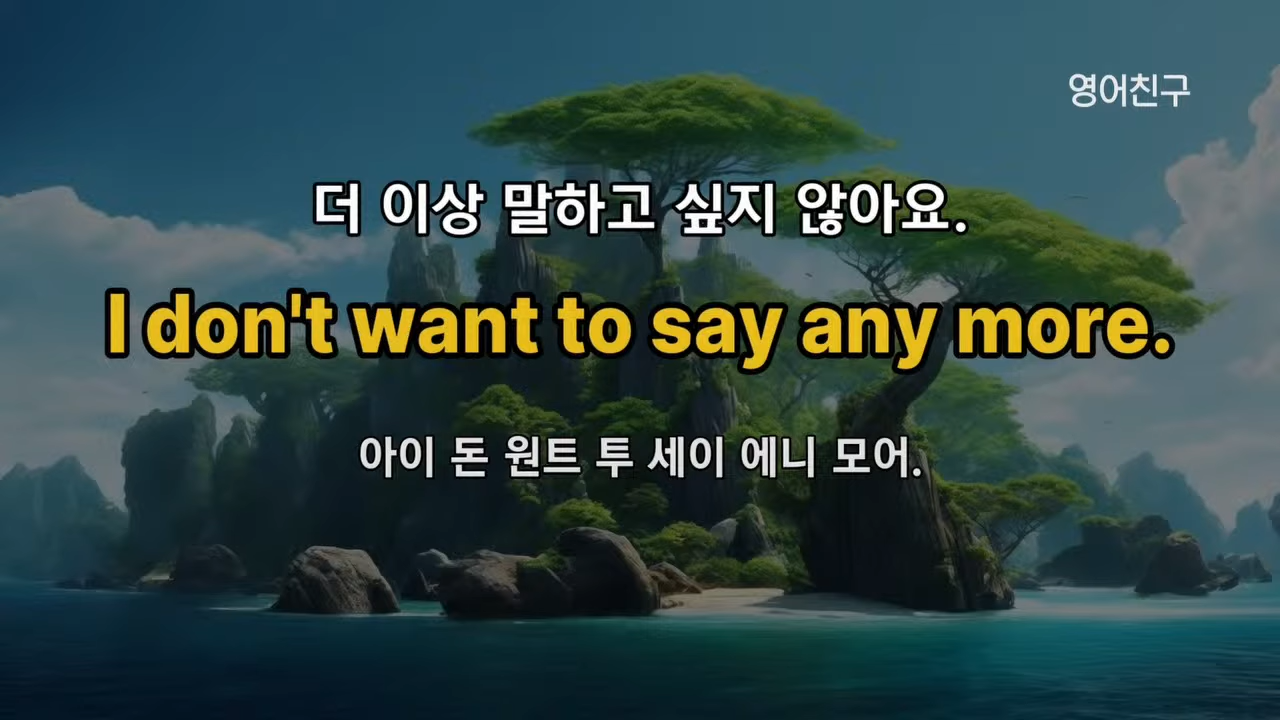 영어친구
더 이상 말하고 싶지 않아요.
I don't want to say any more.
아이 돈 원트 투 세이 에니 모어.